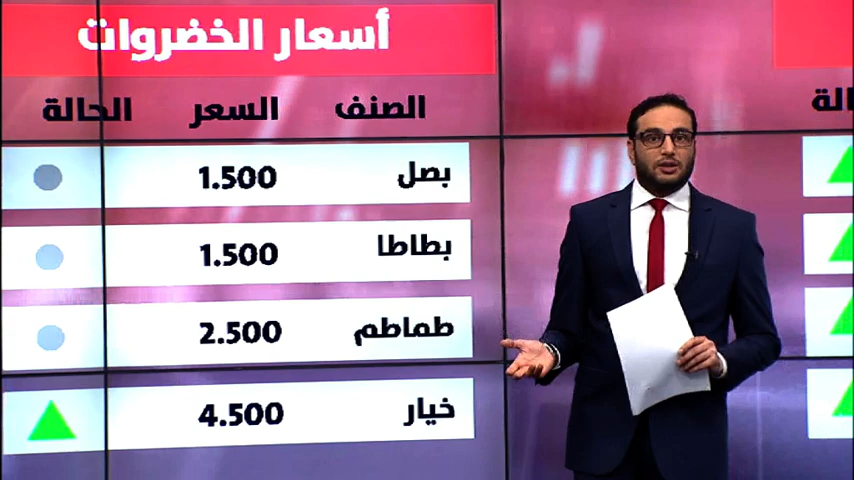 أسعار الخضروات
الصنف السعر الحالة
بصل 1.500
بطاطا 1.500
طماطم 2.500
خيار 4.500